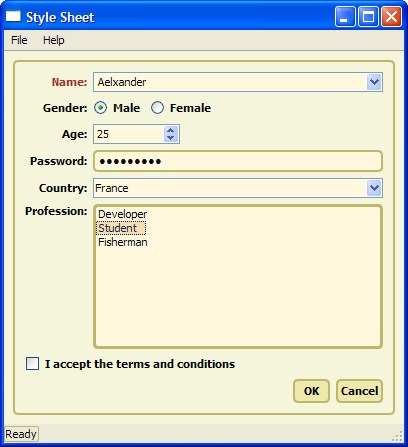 Style Sheet
File Help
Name: Aelxander
Gender: Male Female
Age: 25
Password: ●●●●●●●●●
Country: France
Profession: Developer
Student
Fisherman
I accept the terms and conditions
OK Cancel
Ready